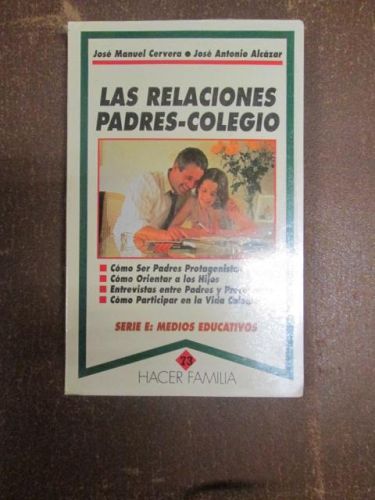 José Manuel Cervera ● José Antonio Alcázar
LAS RELACIONES
PADRES-COLEGIO
■ Cómo Ser Padres
■ Cómo Orientar a los Hijos
■ Entrevistas entre Padres y
■ Cómo Participar en la Vida
SERIE E: MEDIOS EDUCATIVOS
73
HACER FAMILIA